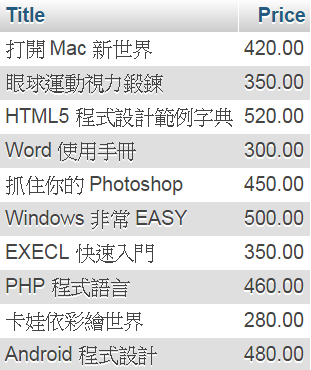 Title Price
打開 Mac 新世界 420.00
眼球運動視力鍛鍊 350.00
HTML5 程式設計範例字典 520.00
Word 使用手冊 300.00
抓住你的 Photoshop 450.00
Windows 非常 EASY 500.00
EXECL 快速入門 350.00
PHP 程式語言 460.00
卡娃依彩繪世界 280.00
Android 程式設計 480.00